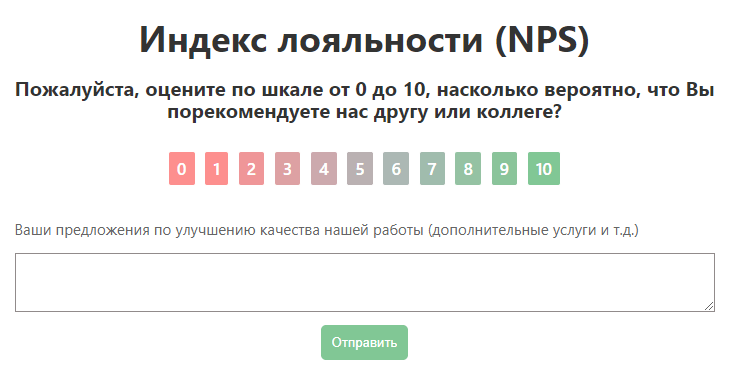 Индекс лояльности (NPS)
Пожалуйста, оцените по шкале от 0 до 10, насколько вероятно, что Вы
порекомендуете нас другу или коллеге?
0 1 2 3 4 5 6 7 8 9 10
Ваши предложения по улучшению качества нашей работы (дополнительные услуги и т.д.)
Отправить